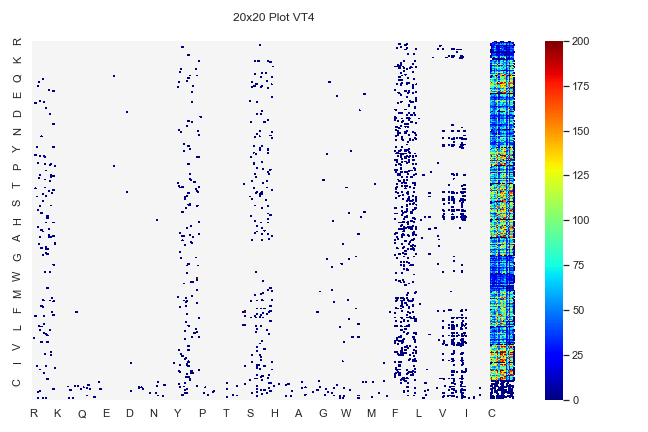 20x20 Plot VT4
R
K
Q
E
D
N
Y
P
T
S
H
A
G
W
M
F
L
V
I
C
200
175
150
125
100
75
50
25
0
R K Q E D N Y P T S H A G W M F L V I C